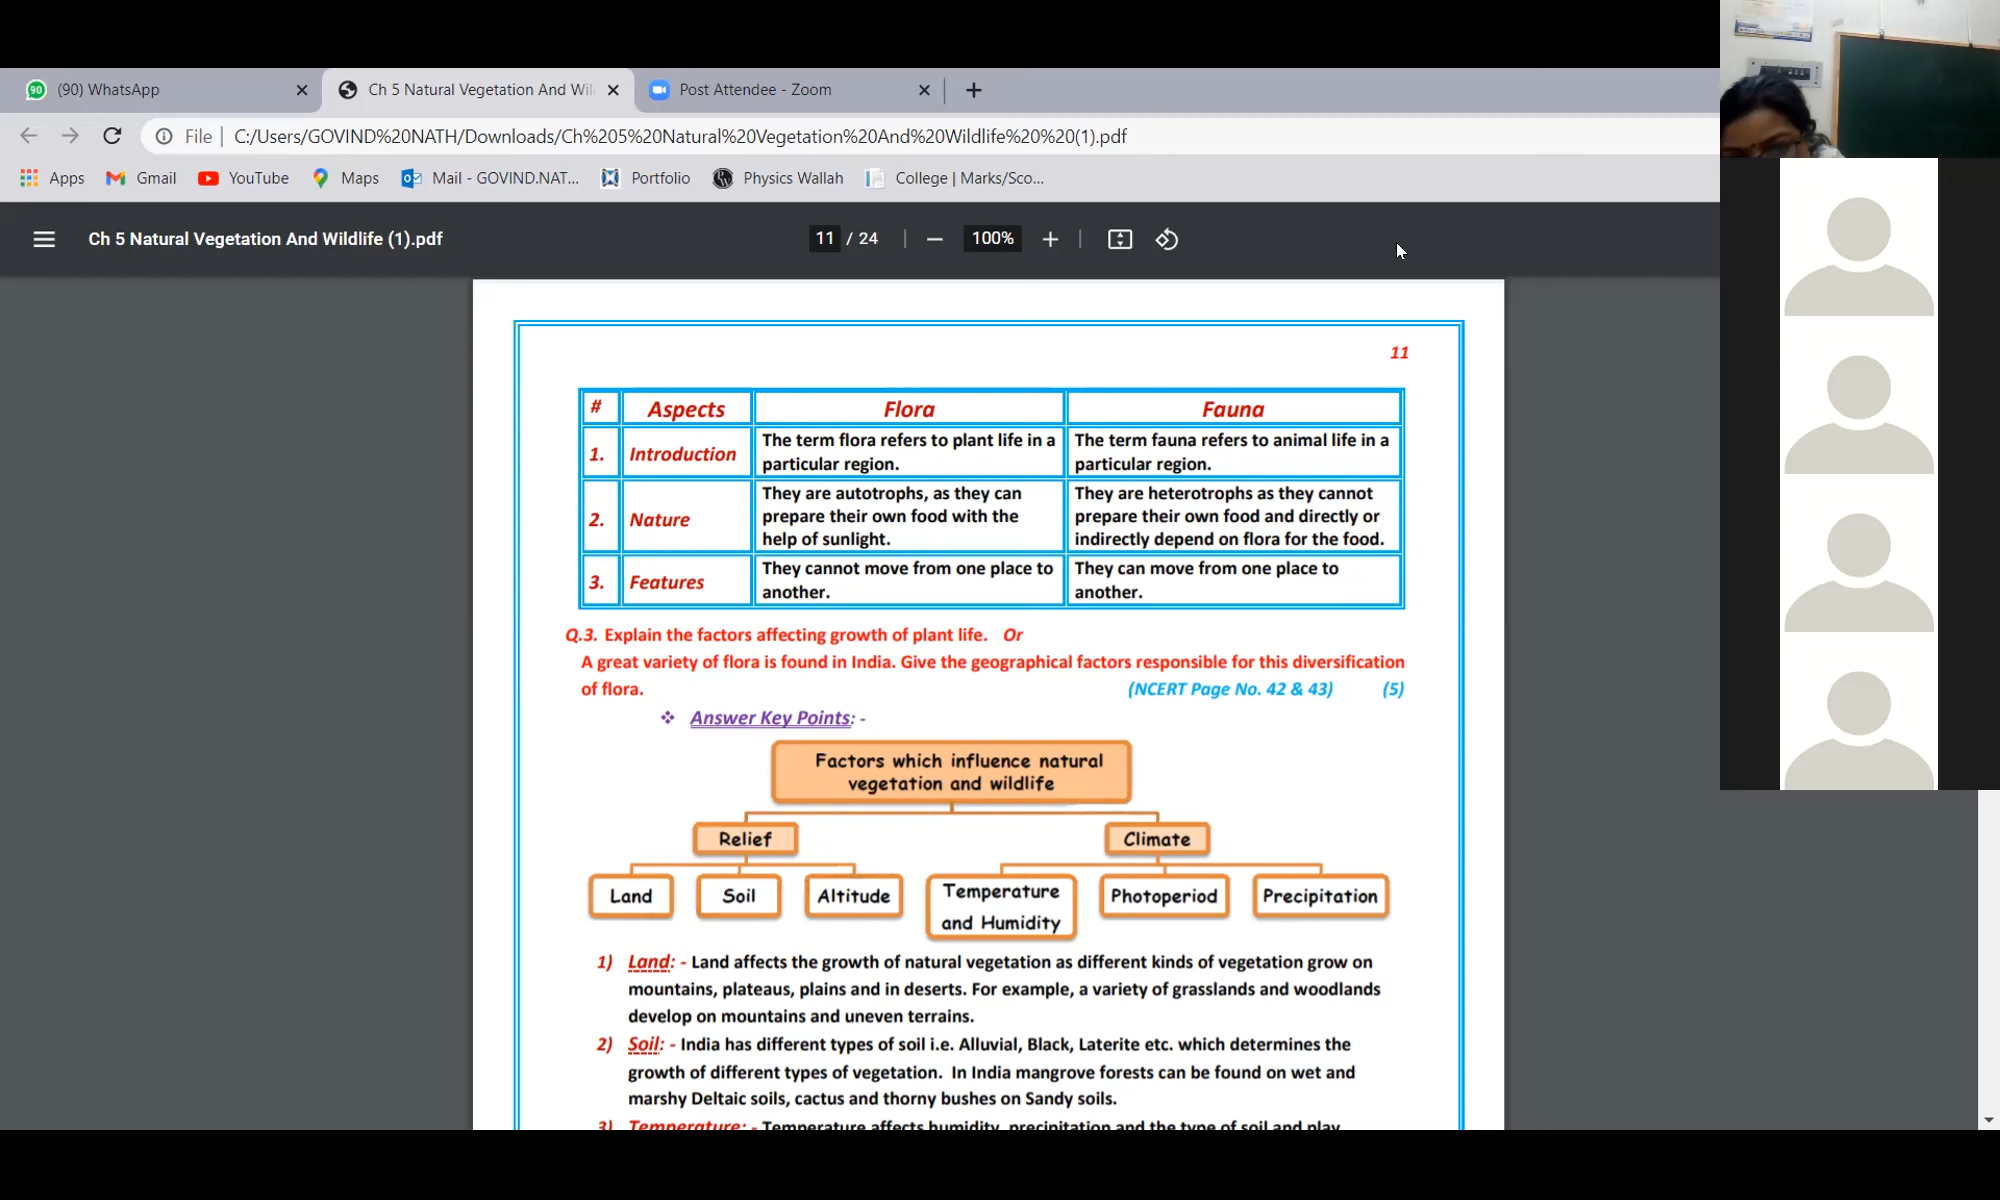 (90) WhatsApp
Ch 5 Natural Vegetation And Wil
Post Attendee - Zoom
File
C:/Users/GOVIND%20NATH/Downloads/Ch%205%20Natural%20Vegetation%20And%20Wildlife%20%20(1).pdf
Apps
Gmail
YouTube
Maps
Mail - GOVIND.NAT...
Portfolio
Physics Wallah
College | Marks/Sco...
Ch 5 Natural Vegetation And Wildlife (1).pdf
11 / 24
100%
11
# Aspects Flora Fauna
1. Introduction
The term flora refers to plant life in a
particular region.
The term fauna refers to animal life in a
particular region.
2. Nature
They are autotrophs, as they can
prepare their own food with the
help of sunlight.
They are heterotrophs as they cannot
prepare their own food and directly or
indirectly depend on flora for the food.
3. Features
They cannot move from one place to
another.
They can move from one place to
another.
Q.3. Explain the factors affecting growth of plant life. Or
A great variety of flora is found in India. Give the geographical factors responsible for this diversification
of flora. (NCERT Page No. 42 & 43) (5)
❖ Answer Key Points: -
Factors which influence natural
vegetation and wildlife
Relief
Climate
Land
Soil
Altitude
Temperature
and Humidity
Photoperiod
Precipitation
1) Land: - Land affects the growth of natural vegetation as different kinds of vegetation grow on
mountains, plateaus, plains and in deserts. For example, a variety of grasslands and woodlands
develop on mountains and uneven terrains.
2) Soil: - India has different types of soil i.e. Alluvial, Black, Laterite etc. which determines the
growth of different types of vegetation. In India mangrove forests can be found on wet and
marshy Deltaic soils, cactus and thorny bushes on Sandy soils.
3) Temperature: - Temperature affects humidity, precipitation and the type of soil and play